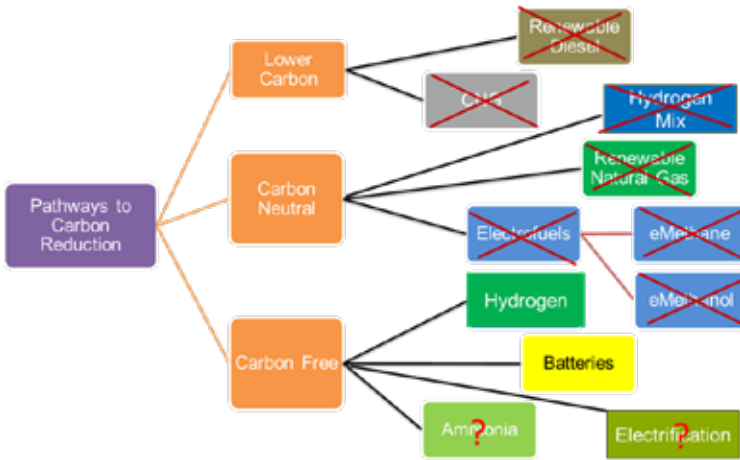 Pathways to
Carbon
Reduction
Lower
Carbon
Renewable
Diesel
CNG
Carbon
Neutral
Hydrogen
Mix
Renewable
Natural Gas
Electrofuels
eMethane
eMethanol
Carbon Free
Hydrogen
Batteries
Ammonia
?
Electrification
?